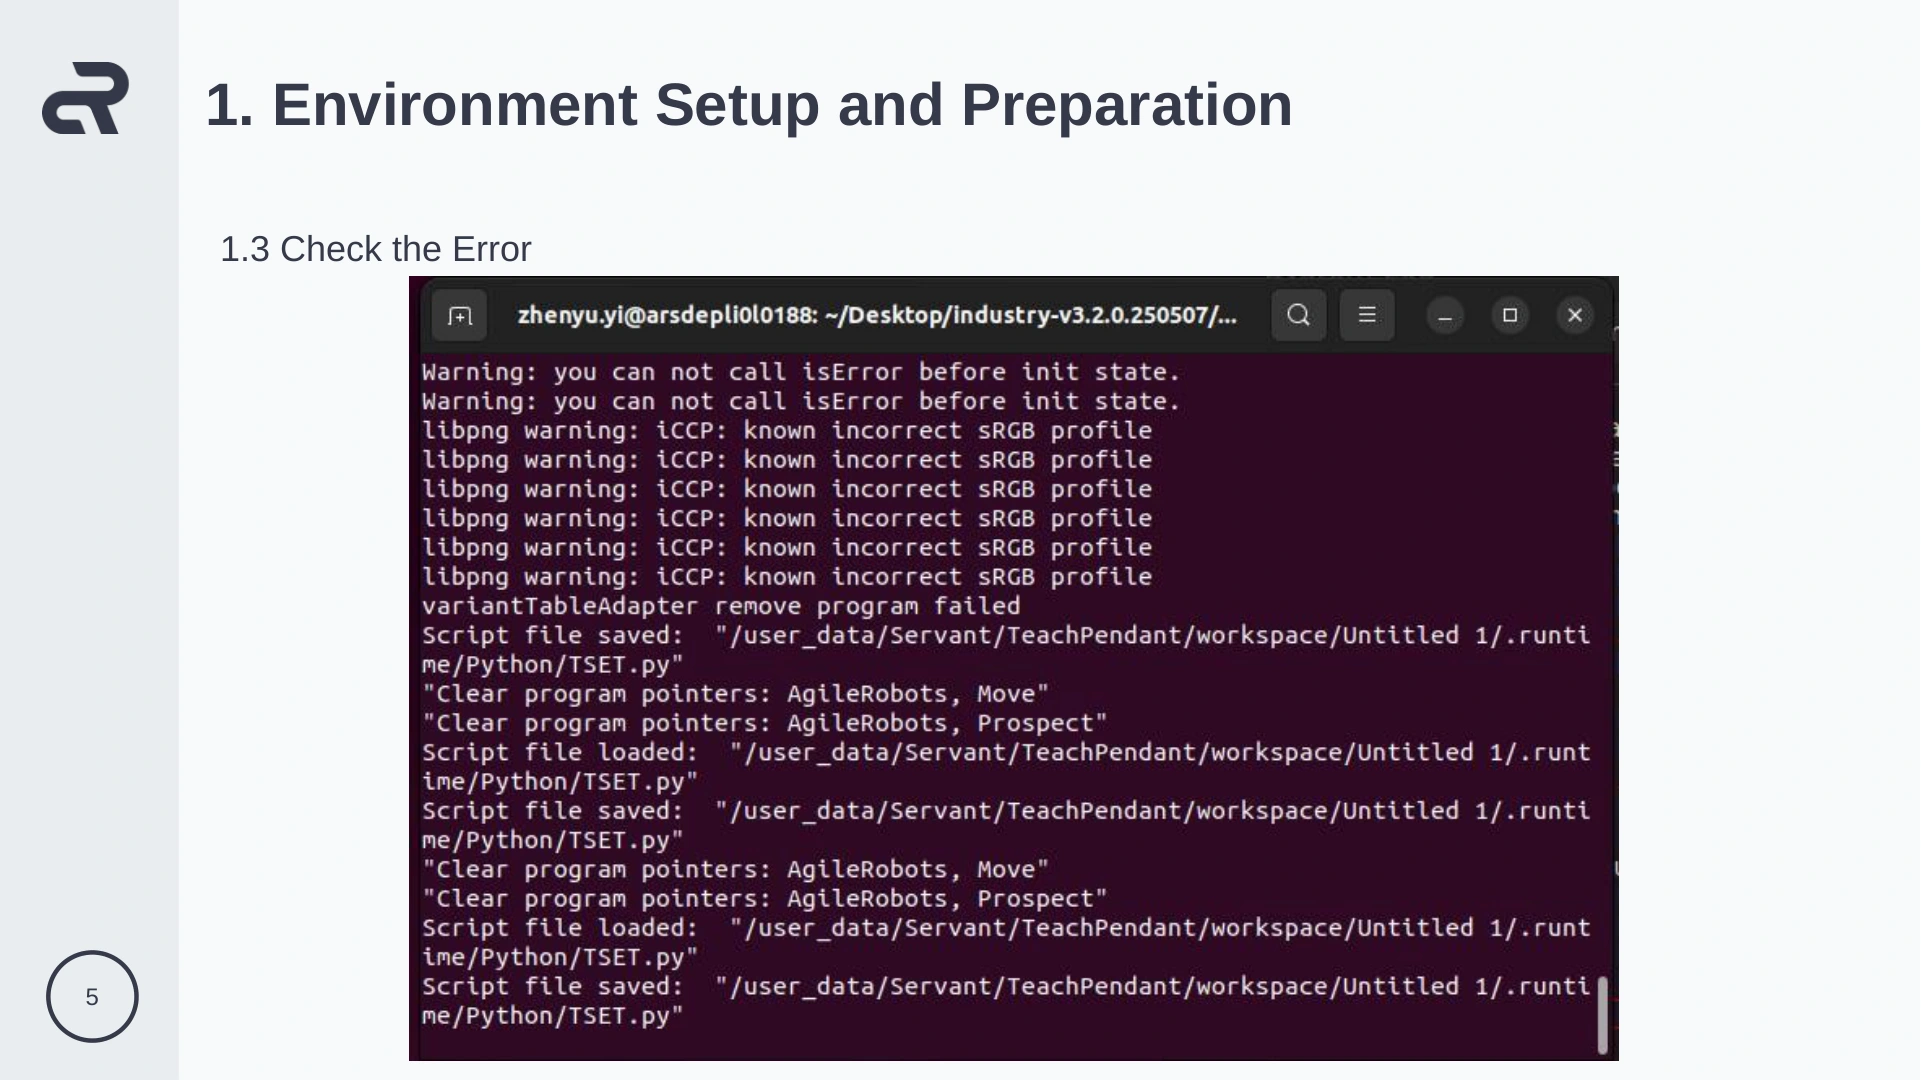 1. Environment Setup and Preparation
1.3 Check the Error
zhenyu.yi@arsdepli0l0188: ~/Desktop/industry-v3.2.0.250507/...
Warning: you can not call isError before init state.
Warning: you can not call isError before init state.
libpng warning: iCCP: known incorrect sRGB profile
libpng warning: iCCP: known incorrect sRGB profile
libpng warning: iCCP: known incorrect sRGB profile
libpng warning: iCCP: known incorrect sRGB profile
libpng warning: iCCP: known incorrect sRGB profile
libpng warning: iCCP: known incorrect sRGB profile
variantTableAdapter remove program failed
Script file saved:  "/user_data/Servant/TeachPendant/workspace/Untitled 1/.runti
me/Python/TSET.py"
"Clear program pointers: AgileRobots, Move"
"Clear program pointers: AgileRobots, Prospect"
Script file loaded:  "/user_data/Servant/TeachPendant/workspace/Untitled 1/.runt
ime/Python/TSET.py"
Script file saved:  "/user_data/Servant/TeachPendant/workspace/Untitled 1/.runti
me/Python/TSET.py"
"Clear program pointers: AgileRobots, Move"
"Clear program pointers: AgileRobots, Prospect"
Script file loaded:  "/user_data/Servant/TeachPendant/workspace/Untitled 1/.runt
ime/Python/TSET.py"
Script file saved:  "/user_data/Servant/TeachPendant/workspace/Untitled 1/.runti
me/Python/TSET.py"
5